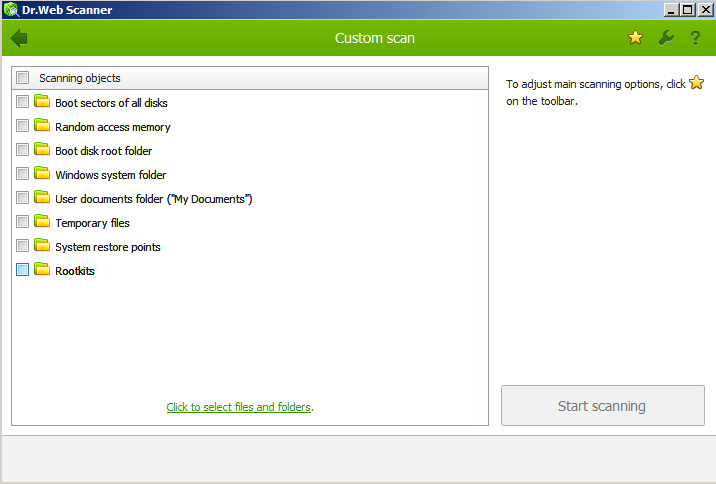 Dr.Web Scanner
Custom scan
?
Scanning objects
Boot sectors of all disks
Random access memory
Boot disk root folder
Windows system folder
User documents folder ("My Documents")
Temporary files
System restore points
Rootkits
Click to select files and folders.
To adjust main scanning options, click
on the toolbar.
Start scanning